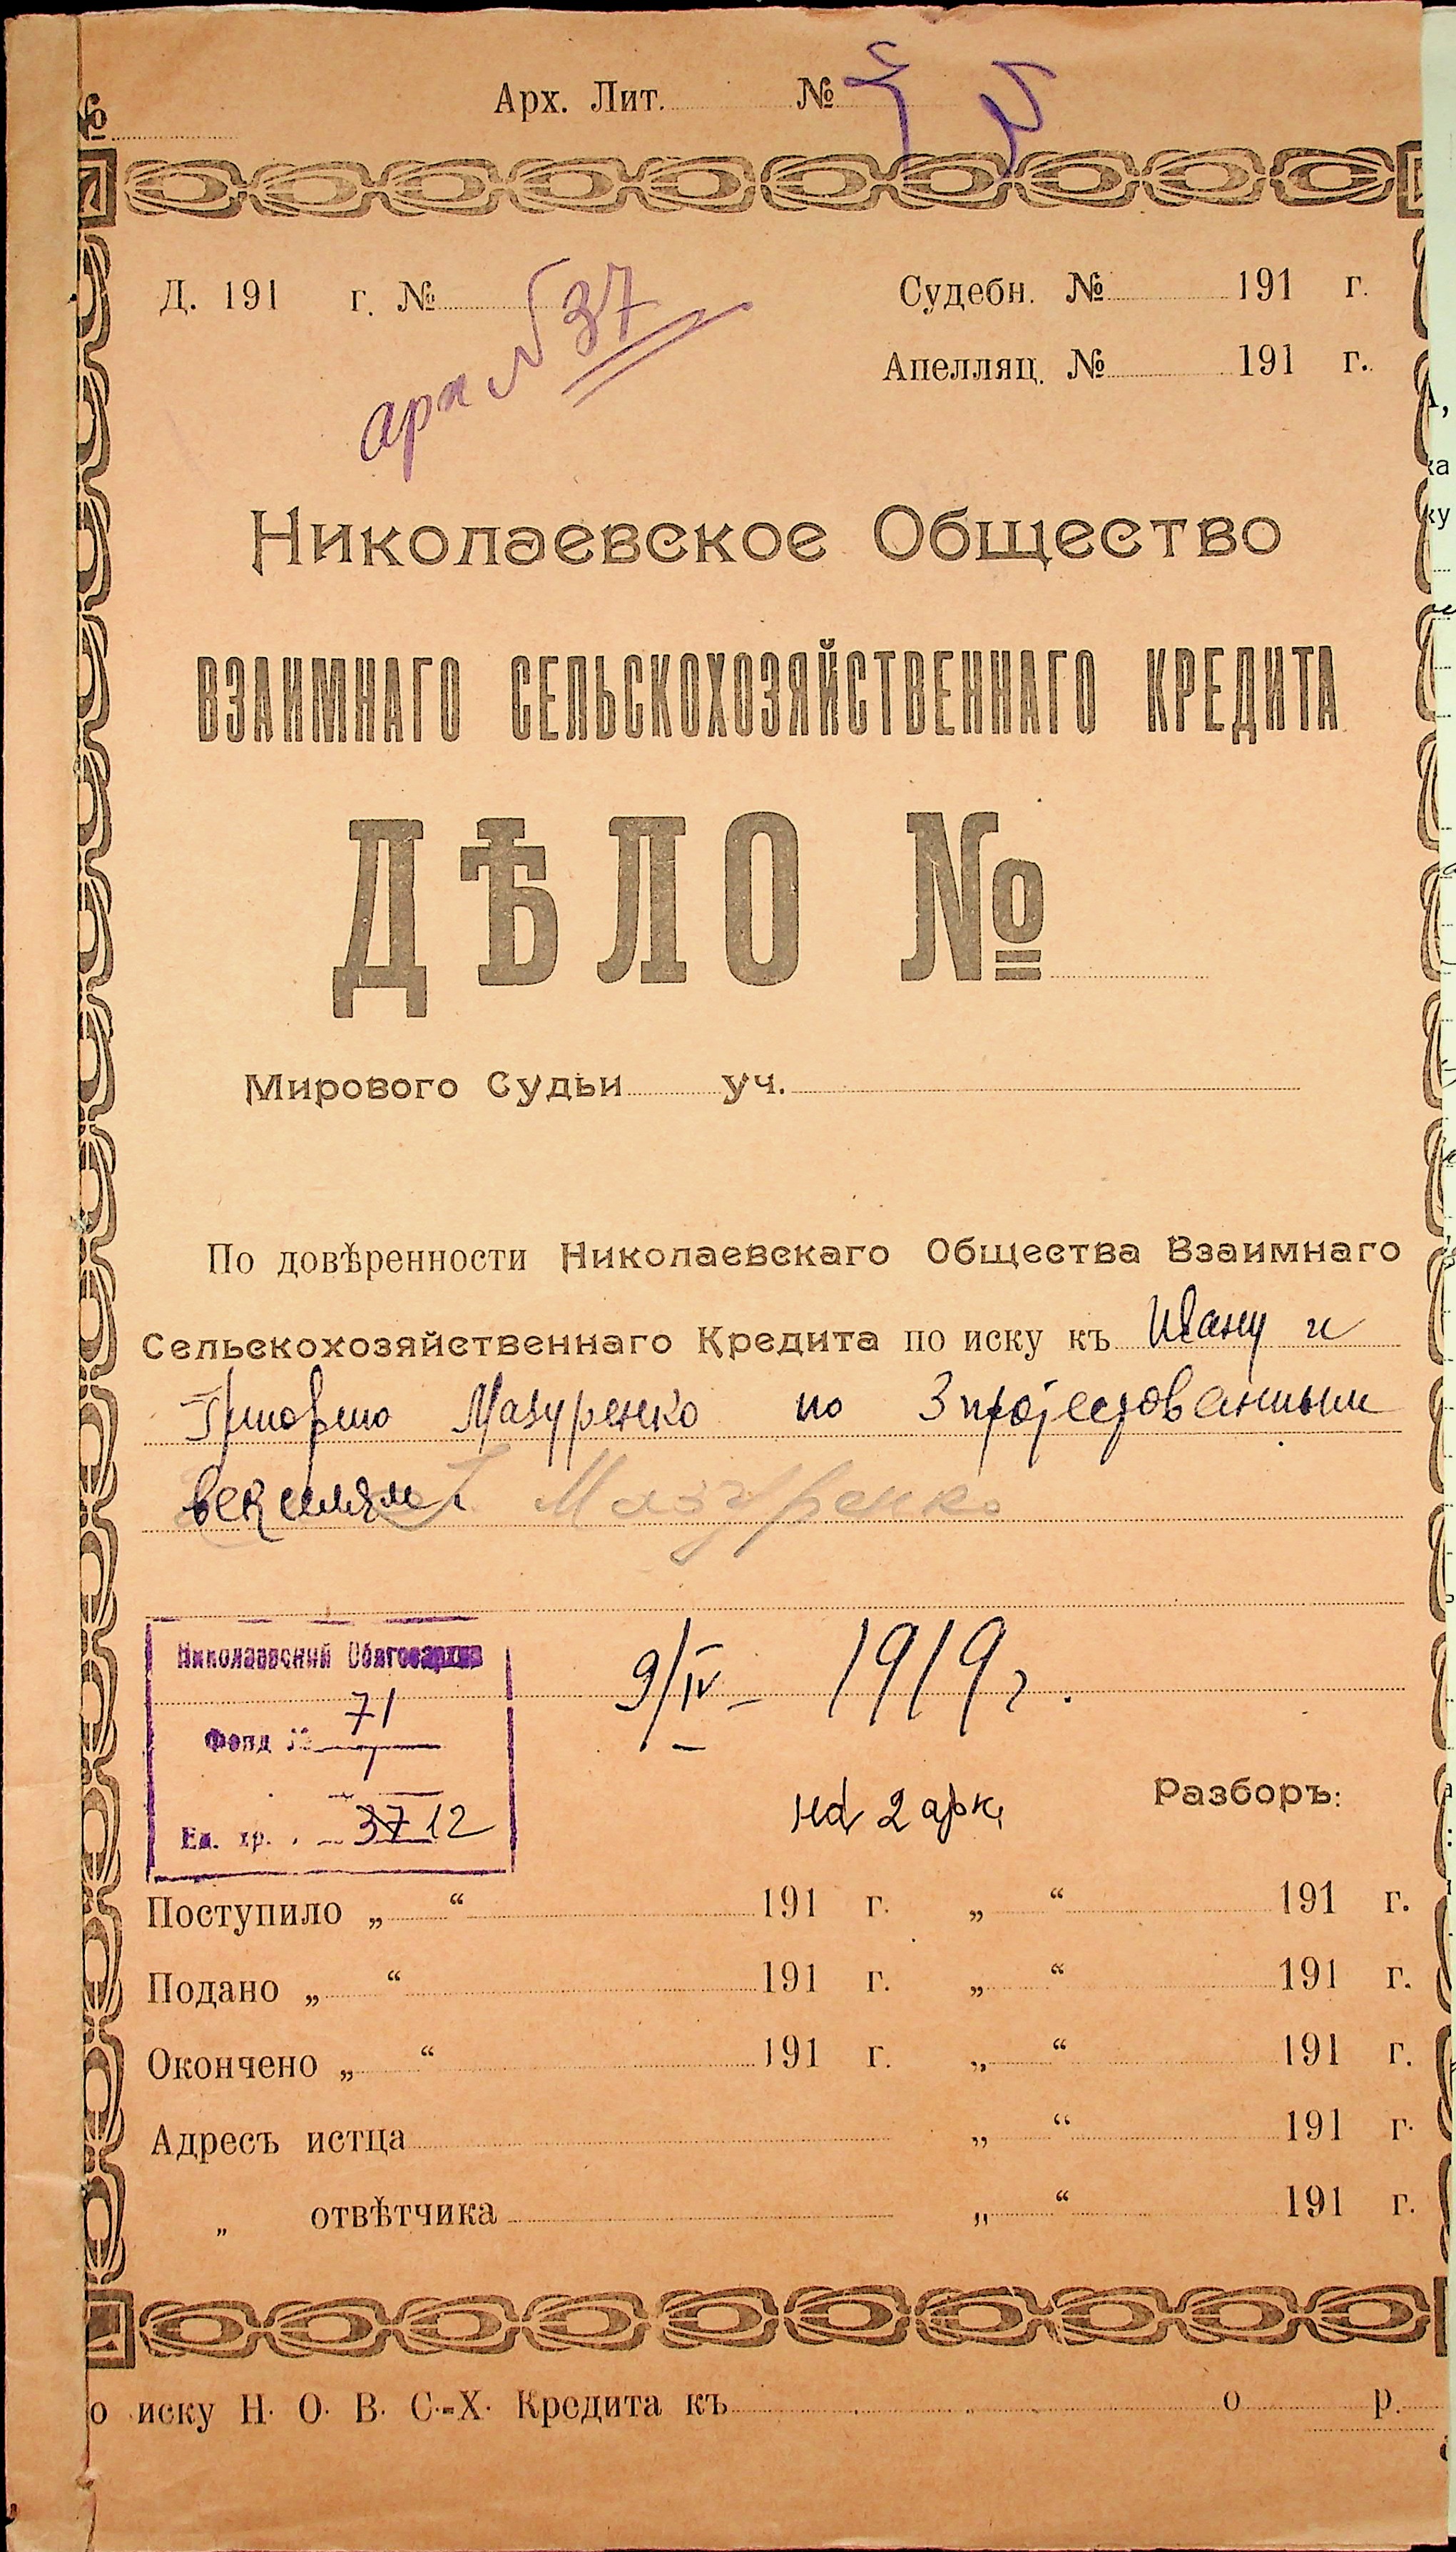 Арх. Лит. №
№
Д. 191 г. № Судебн. № 191 г.
арх №37
Апелляц. № 191 г.
Николаевское Общество
ВЗАИМНАГО СЕЛЬСКОХОЗЯЙСТВЕННАГО КРЕДИТА
ДѢЛО №
Мирового Судьи уч.
По довѣренности Николаевскаго Общества Взаимнаго
Сельскохозяйственнаго Кредита по иску къ Ивану и
Григорию Мазуренко по 3 протестованным
векселям. Мазуренко
Николаевский Облгосархив
9/IV – 1919 г.
Фонд № 71
1
на 2 арк.
Разборъ:
Ед. хр. 37 12
Поступило „ “ 191 г. „ “ 191 г.
Подано „ “ 191 г. „ “ 191 г.
Окончено „ “ 191 г. „ “ 191 г.
Адресъ истца „ “ 191 г.
„ отвѣтчика „ “ 191 г.
о иску Н. О. В. С.-Х. Кредита къ о р.